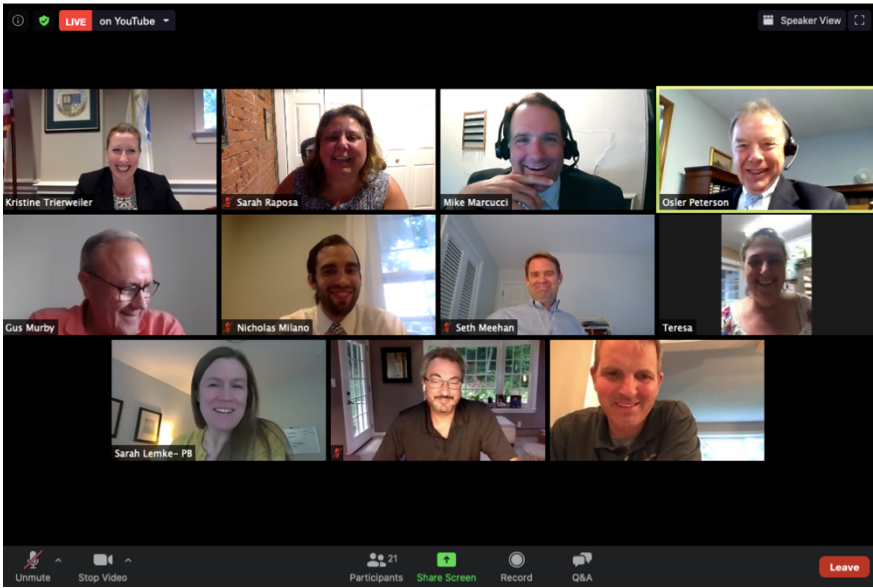 LIVE on YouTube
Speaker View
Kristine Trierweiler
Sarah Raposa
Mike Marcucci
Osler Peterson
Gus Murby
Nicholas Milano
Seth Meehan
Teresa
Sarah Lemke- PB
21
Unmute
Stop Video
Participants
Share Screen
Record
Q&A
Leave